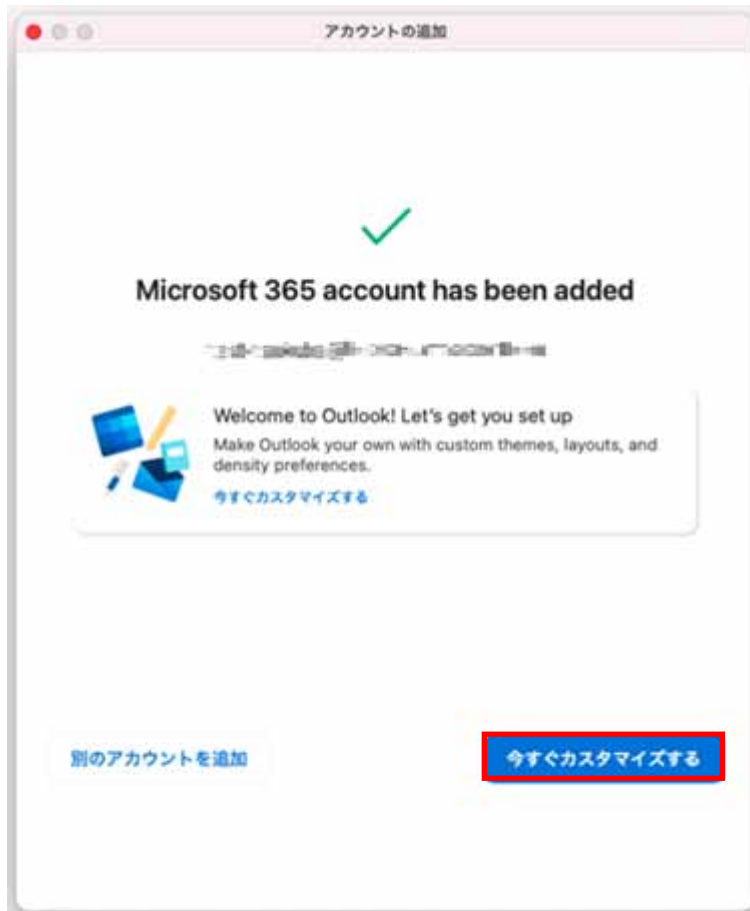 アカウントの追加
Microsoft 365 account has been added
Welcome to Outlook! Let's get you set up
Make Outlook your own with custom themes, layouts, and
density preferences.
今すぐカスタマイズする
別のアカウントを追加
今すぐカスタマイズする